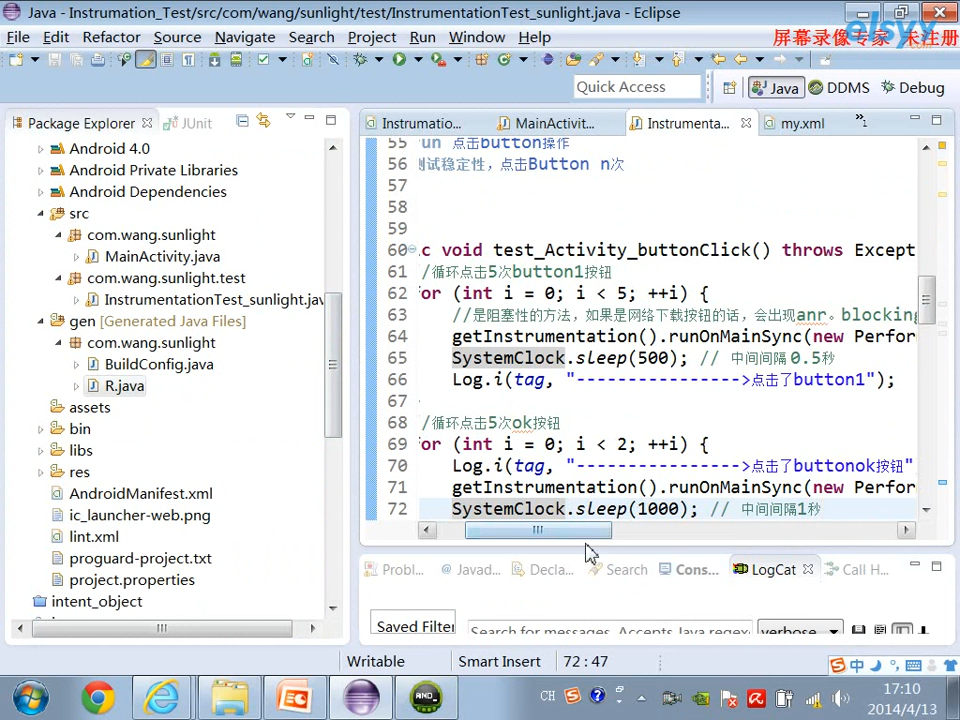 Java - Instrumation_Test/src/com/wang/sunlight/test/InstrumentationTest_sunlight.java - Eclipse
File Edit Refactor Source Navigate Search Project Run Window Help
屏幕录像专家 未注册
Quick Access
Java DDMS Debug
Package Explorer JUnit
Android 4.0
Android Private Libraries
Android Dependencies
src
com.wang.sunlight
MainActivity.java
com.wang.sunlight.test
InstrumentationTest_sunlight.jav
gen [Generated Java Files]
com.wang.sunlight
BuildConfig.java
R.java
assets
bin
libs
res
AndroidManifest.xml
ic_launcher-web.png
lint.xml
proguard-project.txt
project.properties
intent_object
Instrumatio... MainActivit... Instrumenta... my.xml
55 run 点击button操作
56 测试稳定性，点击Button n次
57
58
59
60 c void test_Activity_buttonClick() throws Except
61 /循环点击5次button1按钮
62 for (int i = 0; i < 5; ++i) {
63 //是阻塞性的方法，如果是网络下载按钮的话，会出现anr。blocking
64 getInstrumentation().runOnMainSync(new Perfor
65 SystemClock.sleep(500); // 中间间隔0.5秒
66 Log.i(tag, "---------------->点击了button1");
67
68 /循环点击5次ok按钮
69 for (int i = 0; i < 2; ++i) {
70 Log.i(tag, "---------------->点击了buttonok按钮"
71 getInstrumentation().runOnMainSync(new Perfor
72 SystemClock.sleep(1000); // 中间间隔1秒
Probl... Javad... Decla... Search Cons... LogCat Call H...
Saved Filter Search for messages. Accepts Java regex verbose
Writable Smart Insert 72 : 47
中
CH
17:10
2014/4/13